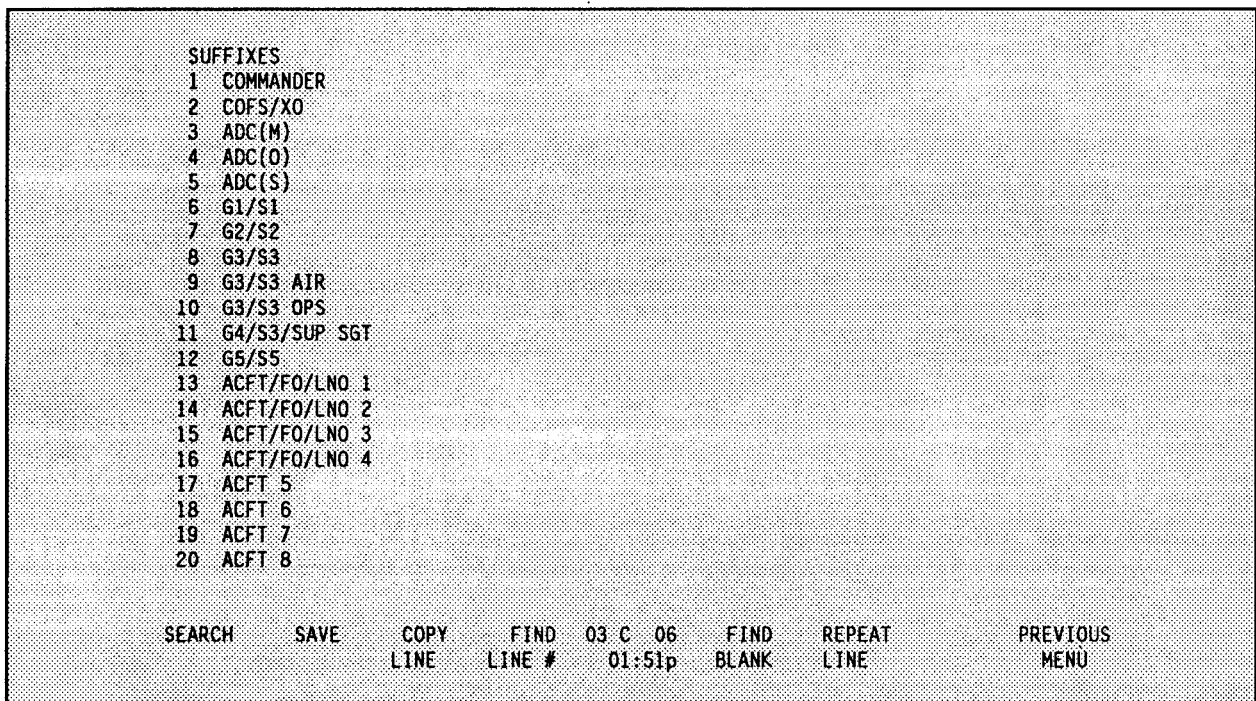 SUFFIXES
1 COMMANDER
2 COFS/XO
3 ADC(M)
4 ADC(O)
5 ADC(S)
6 G1/S1
7 G2/S2
8 G3/S3
9 G3/S3 AIR
10 G3/S3 OPS
11 G4/S3/SUP SGT
12 G5/S5
13 ACFT/FO/LNO 1
14 ACFT/FO/LNO 2
15 ACFT/FO/LNO 3
16 ACFT/FO/LNO 4
17 ACFT 5
18 ACFT 6
19 ACFT 7
20 ACFT 8
SEARCH SAVE COPY FIND 03 C 06 FIND REPEAT PREVIOUS
LINE LINE # 01:51p BLANK LINE MENU